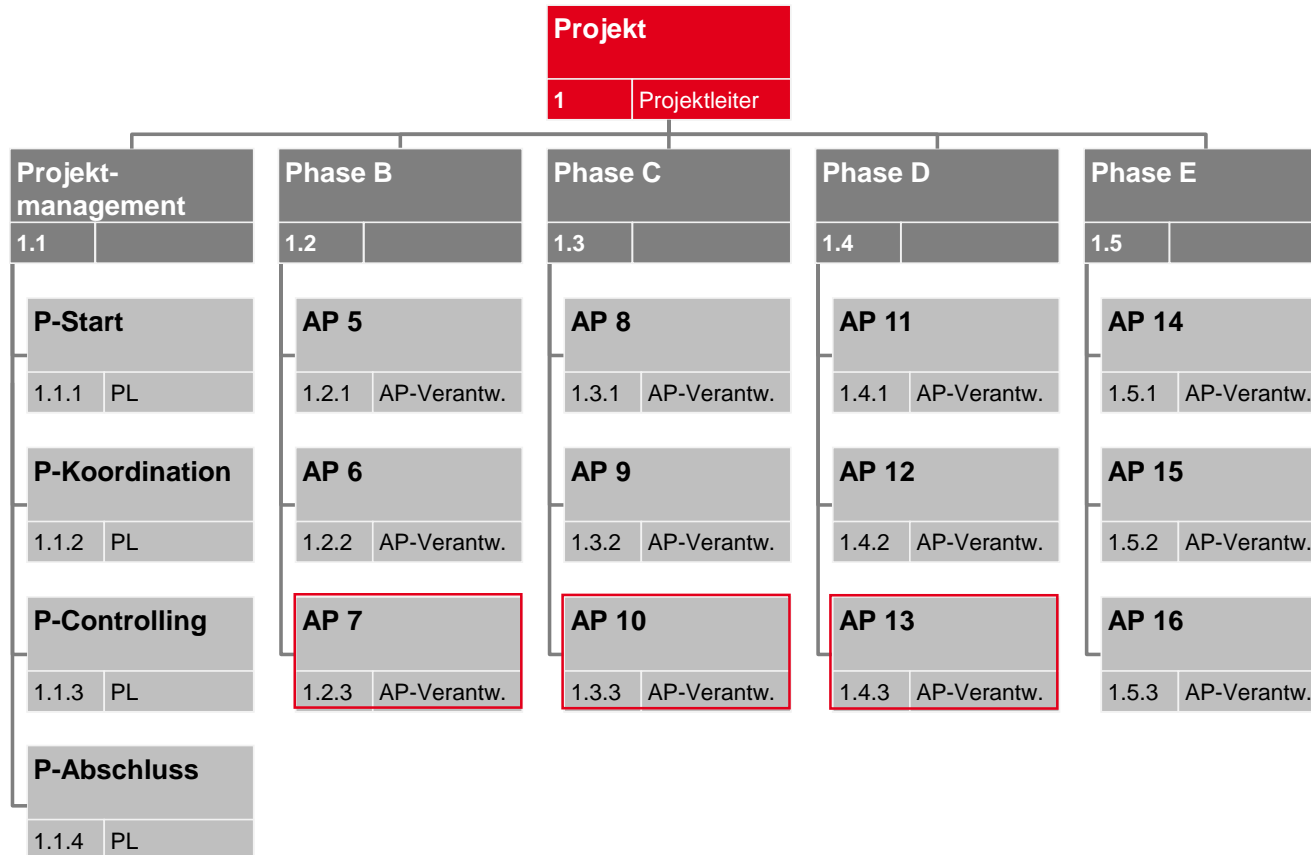 Projekt
1 Projektleiter
Projekt-
management
1.1
Phase B
1.2
Phase C
1.3
Phase D
1.4
Phase E
1.5
P-Start
1.1.1 PL
P-Koordination
1.1.2 PL
P-Controlling
1.1.3 PL
P-Abschluss
1.1.4 PL
AP 5
1.2.1 AP-Verantw.
AP 6
1.2.2 AP-Verantw.
AP 7
1.2.3 AP-Verantw.
AP 8
1.3.1 AP-Verantw.
AP 9
1.3.2 AP-Verantw.
AP 10
1.3.3 AP-Verantw.
AP 11
1.4.1 AP-Verantw.
AP 12
1.4.2 AP-Verantw.
AP 13
1.4.3 AP-Verantw.
AP 14
1.5.1 AP-Verantw.
AP 15
1.5.2 AP-Verantw.
AP 16
1.5.3 AP-Verantw.